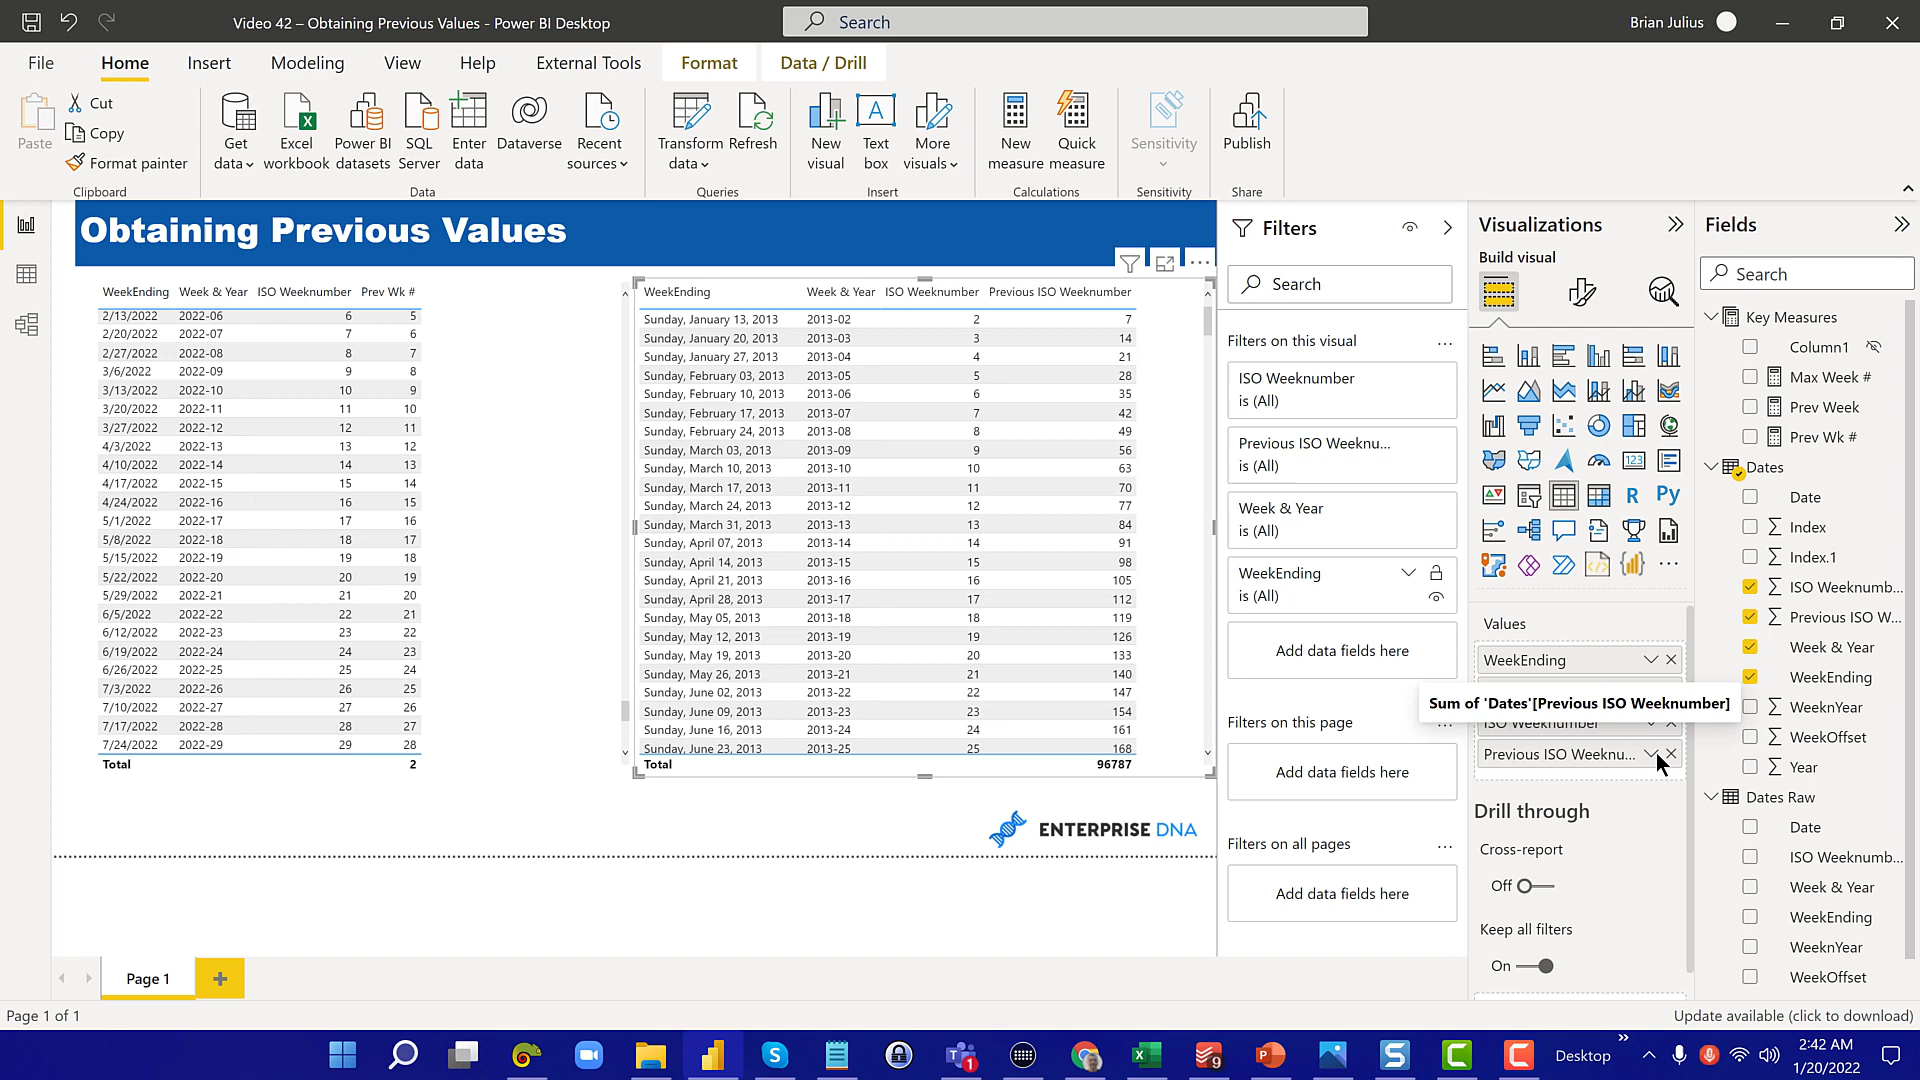 Video 42 – Obtaining Previous Values - Power BI Desktop
Search
Brian Julius
File Home Insert Modeling View Help External Tools Format Data / Drill
Paste
Cut
Copy
Format painter
Clipboard
Get data
Excel workbook
Power BI datasets
SQL Server
Enter data
Dataverse
Recent sources
Data
Transform data
Refresh
Queries
New visual
Text box
More visuals
Insert
New measure
Quick measure
Calculations
Sensitivity
Sensitivity
Publish
Share
Obtaining Previous Values
WeekEnding Week & Year ISO Weeknumber Prev Wk #
2/13/2022 2022-06 6 5
2/20/2022 2022-07 7 6
2/27/2022 2022-08 8 7
3/6/2022 2022-09 9 8
3/13/2022 2022-10 10 9
3/20/2022 2022-11 11 10
3/27/2022 2022-12 12 11
4/3/2022 2022-13 13 12
4/10/2022 2022-14 14 13
4/17/2022 2022-15 15 14
4/24/2022 2022-16 16 15
5/1/2022 2022-17 17 16
5/8/2022 2022-18 18 17
5/15/2022 2022-19 19 18
5/22/2022 2022-20 20 19
5/29/2022 2022-21 21 20
6/5/2022 2022-22 22 21
6/12/2022 2022-23 23 22
6/19/2022 2022-24 24 23
6/26/2022 2022-25 25 24
7/3/2022 2022-26 26 25
7/10/2022 2022-27 27 26
7/17/2022 2022-28 28 27
7/24/2022 2022-29 29 28
Total 2
WeekEnding Week & Year ISO Weeknumber Previous ISO Weeknumber
Sunday, January 13, 2013 2013-02 2 7
Sunday, January 20, 2013 2013-03 3 14
Sunday, January 27, 2013 2013-04 4 21
Sunday, February 03, 2013 2013-05 5 28
Sunday, February 10, 2013 2013-06 6 35
Sunday, February 17, 2013 2013-07 7 42
Sunday, February 24, 2013 2013-08 8 49
Sunday, March 03, 2013 2013-09 9 56
Sunday, March 10, 2013 2013-10 10 63
Sunday, March 17, 2013 2013-11 11 70
Sunday, March 24, 2013 2013-12 12 77
Sunday, March 31, 2013 2013-13 13 84
Sunday, April 07, 2013 2013-14 14 91
Sunday, April 14, 2013 2013-15 15 98
Sunday, April 21, 2013 2013-16 16 105
Sunday, April 28, 2013 2013-17 17 112
Sunday, May 05, 2013 2013-18 18 119
Sunday, May 12, 2013 2013-19 19 126
Sunday, May 19, 2013 2013-20 20 133
Sunday, May 26, 2013 2013-21 21 140
Sunday, June 02, 2013 2013-22 22 147
Sunday, June 09, 2013 2013-23 23 154
Sunday, June 16, 2013 2013-24 24 161
Sunday, June 23, 2013 2013-25 25 168
Total 96787
ENTERPRISE DNA
Filters
Search
Filters on this visual
ISO Weeknumber
is (All)
Previous ISO Weeknu...
is (All)
Week & Year
is (All)
WeekEnding
is (All)
Add data fields here
Filters on this page
Add data fields here
Filters on all pages
Add data fields here
Visualizations
Build visual
123
R
Py
Values
WeekEnding
Sum of 'Dates'[Previous ISO Weeknumber]
ISO Weeknumber
Previous ISO Weeknu...
Drill through
Cross-report
Off
Keep all filters
On
Fields
Search
Key Measures
Column1
Max Week #
Prev Week
Prev Wk #
Dates
Date
Index
Index.1
ISO Weeknumb...
Previous ISO W...
Week & Year
WeekEnding
WeeknYear
WeekOffset
Year
Dates Raw
Date
ISO Weeknumb...
Week & Year
WeekEnding
WeeknYear
WeekOffset
Page 1
Page 1 of 1
Update available (click to download)
Desktop
2:42 AM
1/20/2022